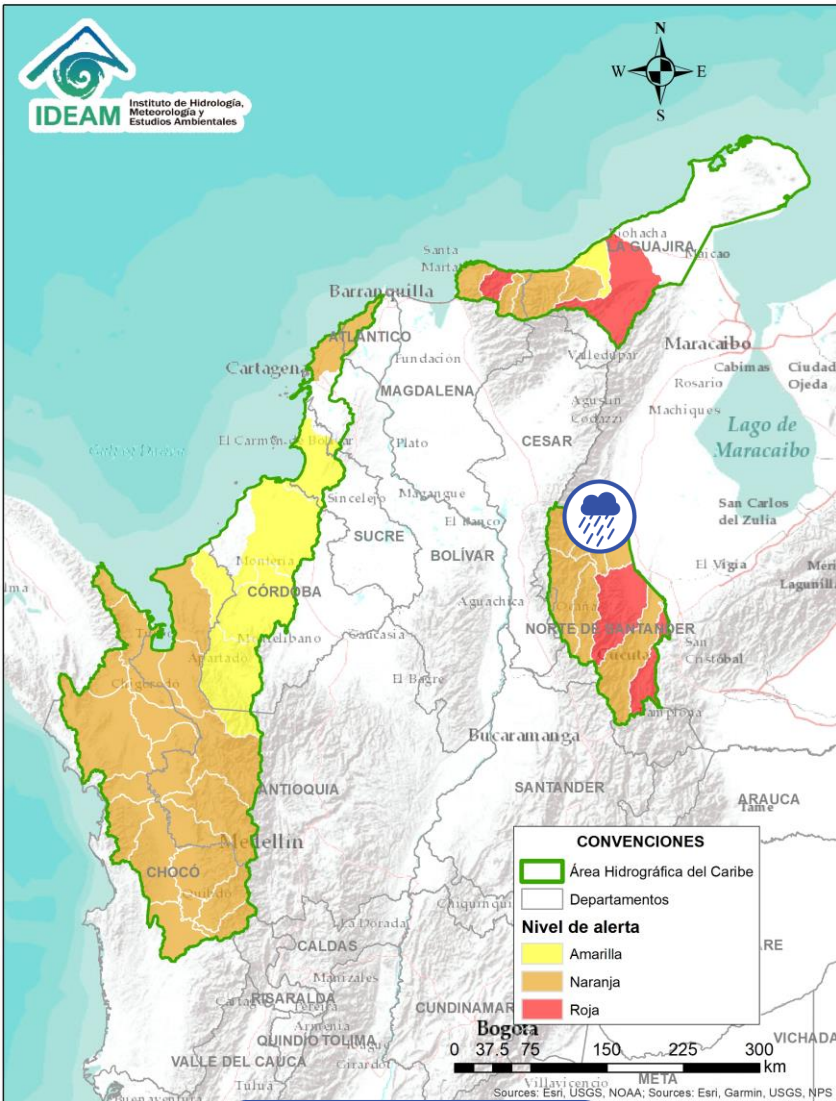 IDEAM
Instituto de Hidrología,
Meteorología y
Estudios Ambientales
N
W
E
S
LA GUAJIRA
Maicao
Santa
Barranquilla
ATLÁNTICO
Cartagena
Fundación
MAGDALENA
Valledupar
Maracaibo
Cabimas
Ciudad
Ojeda
Rosario
Machiques
Agustín
Codazzi
CESAR
Lago de
Maracaibo
El Carmen de Bolívar
Plato
Sincelejo
Magangue
San Carlos
del Zulia
SUCRE
El Banco
BOLÍVAR
El Vigía
Montería
CÓRDOBA
Aguachica
Ocaña
NORTE DE SANTANDER
Cúcuta
San
Cristóbal
Montelibano
Caucasia
Apartado
Chigorodó
El Bagre
Bucaramanga
SANTANDER
ANTIOQUIA
ARAUCA
Tame
Medellín
CHOCÓ
Quibdó
La Dorada
CALDAS
Manizales
RISARALDA
Pereira
Armenia
QUINDÍO
TOLIMA
Girardot
CUNDINAMAR
Bogotá
VALLE DEL CAUCA
Tuluá
Villavicencio
META
VICHADA
CONVENCIONES
Área Hidrográfica del Caribe
Departamentos
Nivel de alerta
Amarilla
Naranja
Roja
0 37.5 75 150 225 300
km
Sources: Esri, USGS, NOAA; Sources: Esri, Garmin, USGS, NPS